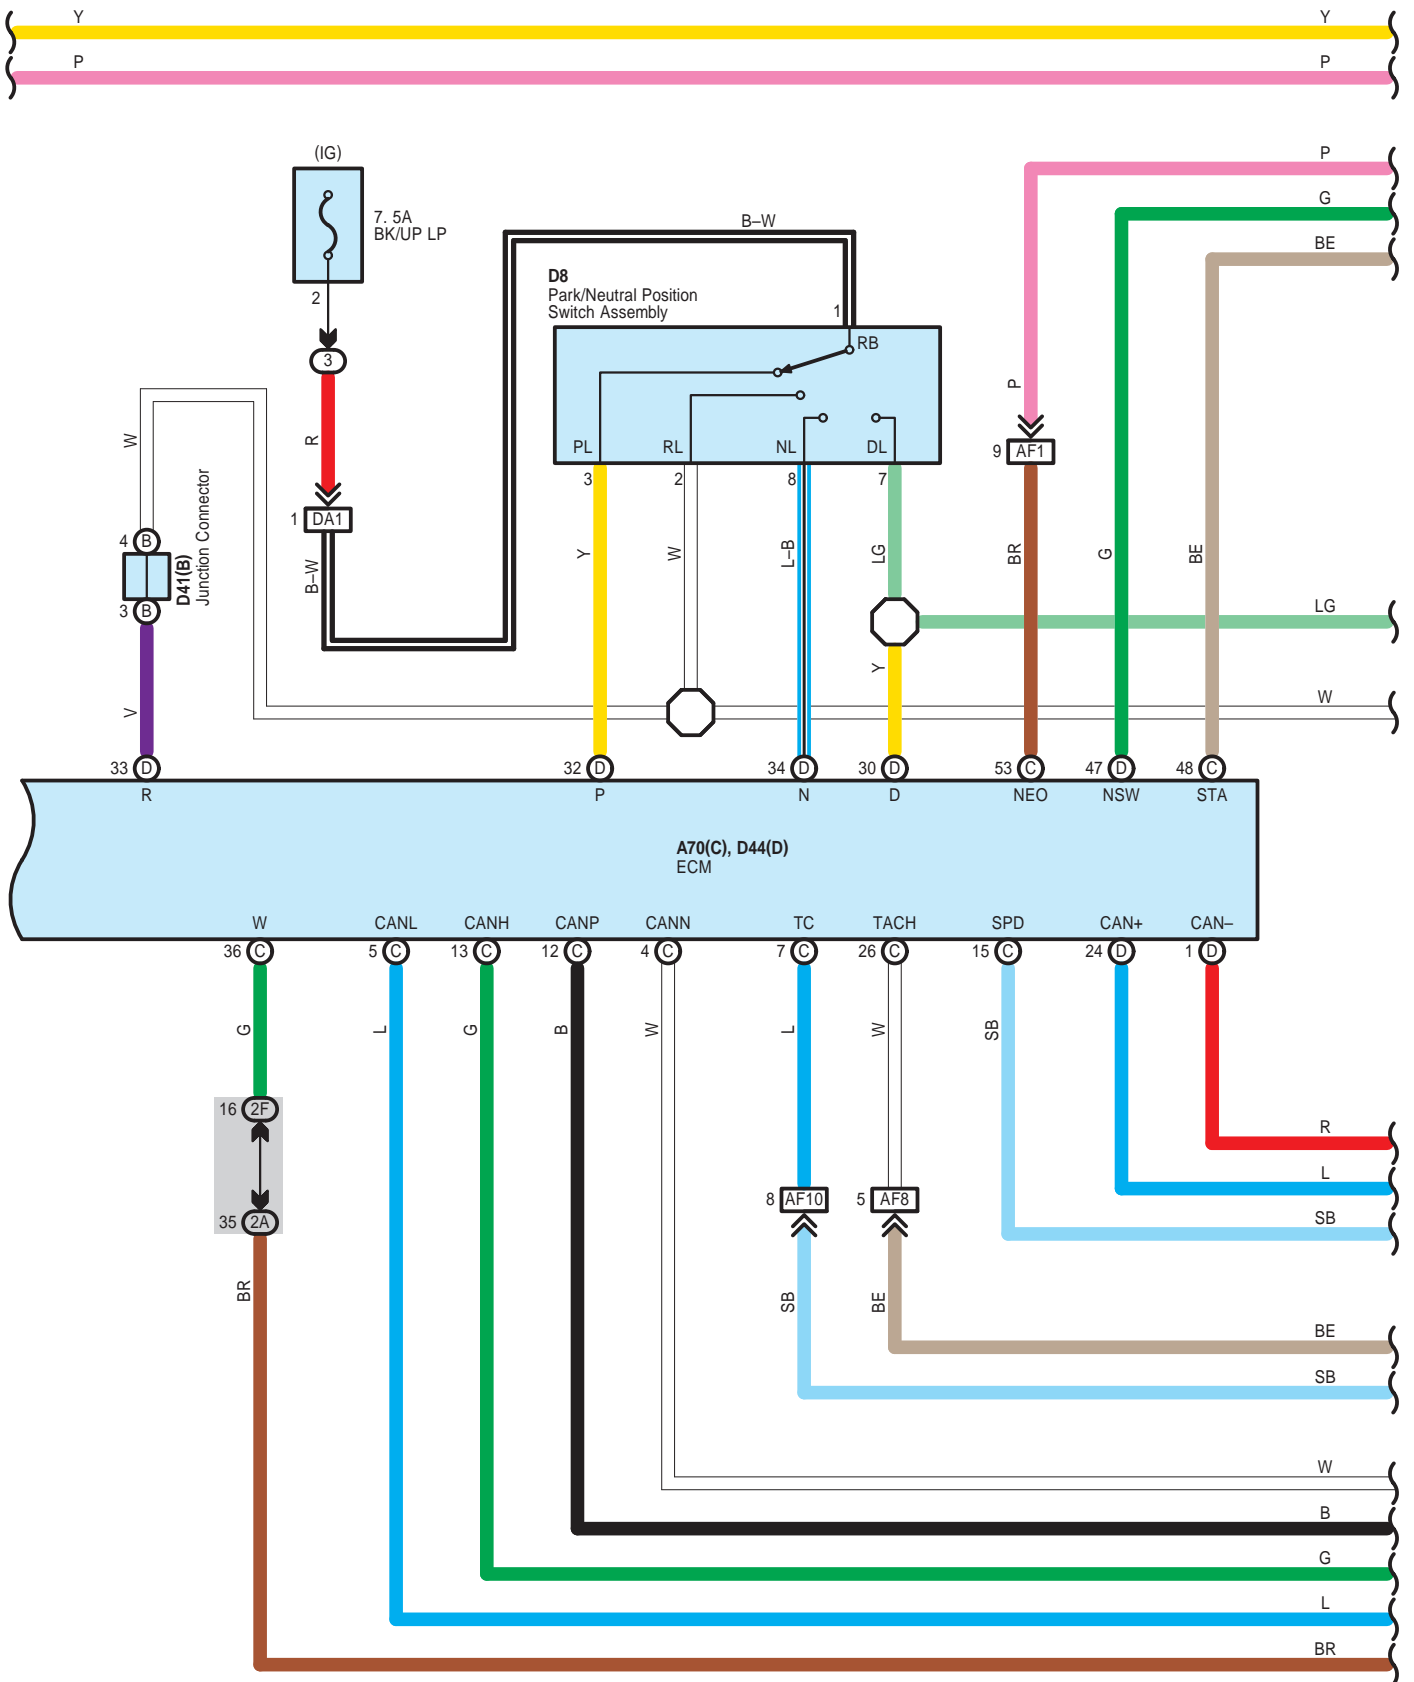 Y Y
P P
(IG)
7. 5A
BK/UP LP
2
3
R
1 DA1
B–W
B–W
D8
Park/Neutral Position
Switch Assembly
1
RB
PL RL NL DL
3 2 8 7
Y W L–B LG
Y
P
G
BE
P
9 AF1
BR G BE
LG
W
W
4 B
D41(B)
Junction Connector
3 B
V
33 D 32 D 34 D 30 D 53 C 47 D 48 C
R P N D NEO NSW STA
A70(C), D44(D)
ECM
W CANL CANH CANP CANN TC TACH SPD CAN+ CAN–
36 C 5 C 13 C 12 C 4 C 7 C 26 C 15 C 24 D 1 D
G L G B W L W SB
16 2F
35 2A
BR
8 AF10 5 AF8
SB BE
R
L
SB
BE
SB
W
B
G
L
BR